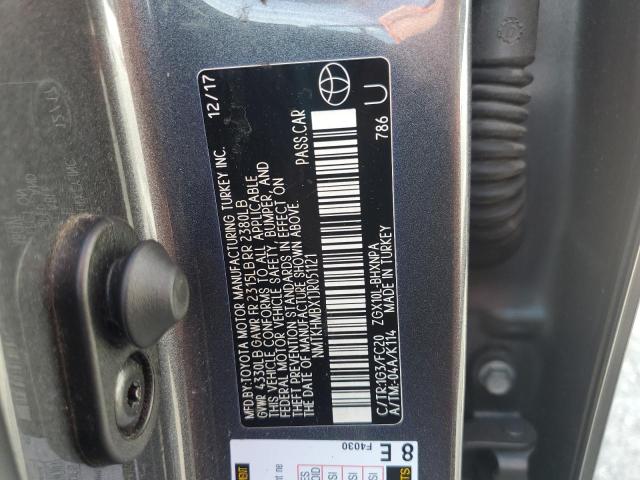 MFD BY:TOYOTA MOTOR MANUFACTURING TURKEY INC. 12/17
GVWR 4330LB GAWR FR 2315LB RR 2380LB
THIS VEHICLE CONFORMS TO ALL APPLICABLE
FEDERAL MOTOR VEHICLE SAFETY, BUMPER, AND
THEFT PREVENTION STANDARDS IN EFFECT ON
THE DATE OF MANUFACTURE SHOWN ABOVE.
NMTKHMBX1JR051121 PASS.CAR
C/TR:1G3/FC20 ZGX10L-BHXNPA 786 U
A/TM:-04A/K114 MADE IN TURKEY
8 E
F4030